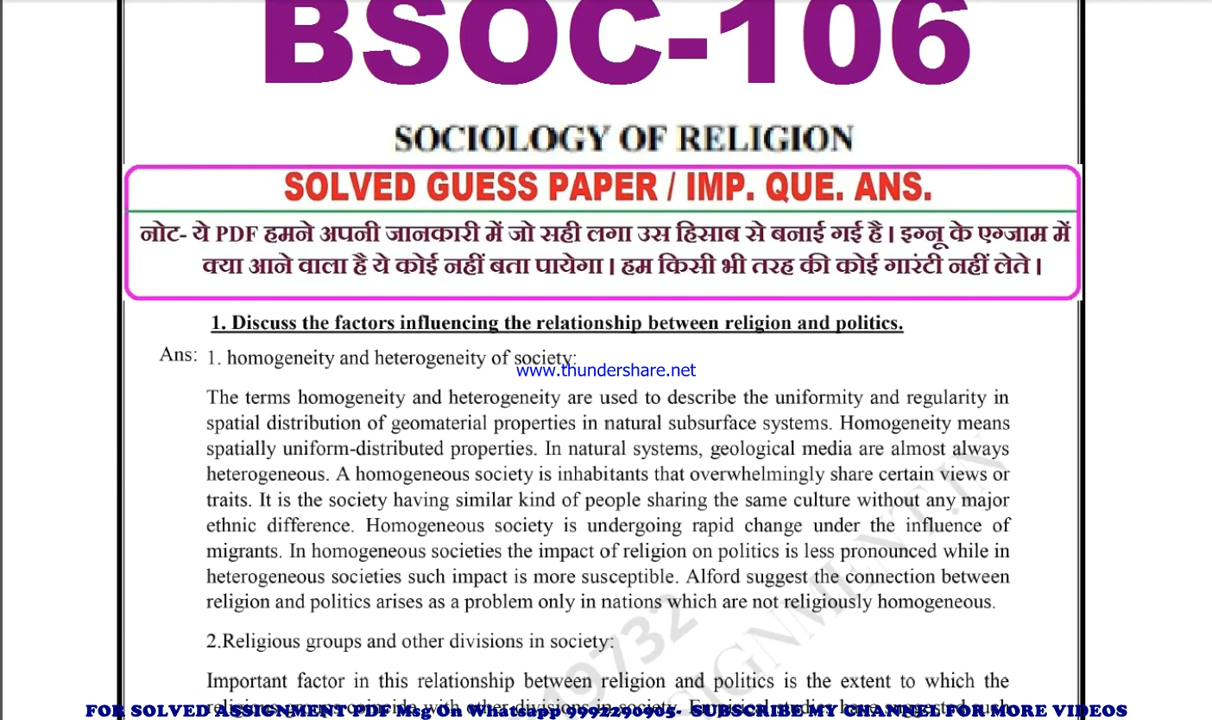 BSOC-106
SOCIOLOGY OF RELIGION
SOLVED GUESS PAPER / IMP. QUE. ANS.
नोट- ये PDF हमने अपनी जानकारी में जो सही लगा उस हिसाब से बनाई गई है। इग्नू के एग्जाम में
क्या आने वाला है ये कोई नहीं बता पायेगा। हम किसी भी तरह की कोई गारंटी नहीं लेते।
1. Discuss the factors influencing the relationship between religion and politics.
Ans: 1. homogeneity and heterogeneity of society:
www.thundershare.net
The terms homogeneity and heterogeneity are used to describe the uniformity and regularity in
spatial distribution of geomaterial properties in natural subsurface systems. Homogeneity means
spatially uniform-distributed properties. In natural systems, geological media are almost always
heterogeneous. A homogeneous society is inhabitants that overwhelmingly share certain views or
traits. It is the society having similar kind of people sharing the same culture without any major
ethnic difference. Homogeneous society is undergoing rapid change under the influence of
migrants. In homogeneous societies the impact of religion on politics is less pronounced while in
heterogeneous societies such impact is more susceptible. Alford suggest the connection between
religion and politics arises as a problem only in nations which are not religiously homogeneous.
2.Religious groups and other divisions in society:
Important factor in this relationship between religion and politics is the extent to which the
FOR SOLVED ASSIGNMENT PDF Msg On Whatsapp 9992290905- SUBSCRIBE MY CHANNEL FOR MORE VIDEOS